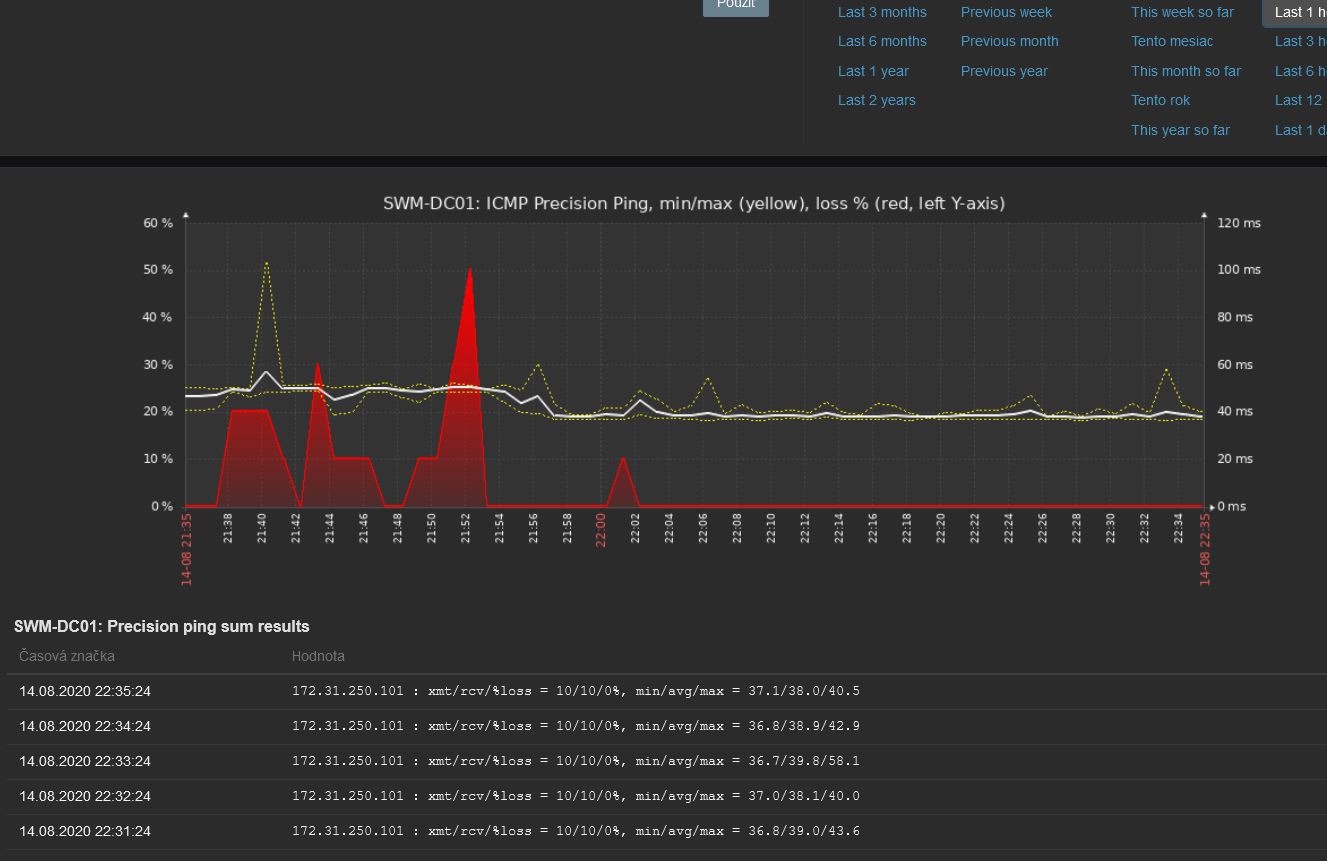 Použiť
Last 3 months Previous week This week so far Last 1 h
Last 6 months Previous month Tento mesiac Last 3 h
Last 1 year Previous year This month so far Last 6 h
Last 2 years Tento rok Last 12
This year so far Last 1 d
SWM-DC01: ICMP Precision Ping, min/max (yellow), loss % (red, left Y-axis)
60 % 120 ms
50 % 100 ms
40 % 80 ms
30 % 60 ms
20 % 40 ms
10 % 20 ms
0 % 0 ms
14-08 21:35 21:38 21:40 21:42 21:44 21:46 21:48 21:50 21:52 21:54 21:56 21:58 22:00 22:02 22:04 22:06 22:08 22:10 22:12 22:14 22:16 22:18 22:20 22:22 22:24 22:26 22:28 22:30 22:32 22:34 14-08 22:35
SWM-DC01: Precision ping sum results
Časová značka Hodnota
14.08.2020 22:35:24 172.31.250.101 : xmt/rcv/%loss = 10/10/0%, min/avg/max = 37.1/38.0/40.5
14.08.2020 22:34:24 172.31.250.101 : xmt/rcv/%loss = 10/10/0%, min/avg/max = 36.8/38.9/42.9
14.08.2020 22:33:24 172.31.250.101 : xmt/rcv/%loss = 10/10/0%, min/avg/max = 36.7/39.8/58.1
14.08.2020 22:32:24 172.31.250.101 : xmt/rcv/%loss = 10/10/0%, min/avg/max = 37.0/38.1/40.0
14.08.2020 22:31:24 172.31.250.101 : xmt/rcv/%loss = 10/10/0%, min/avg/max = 36.8/39.0/43.6